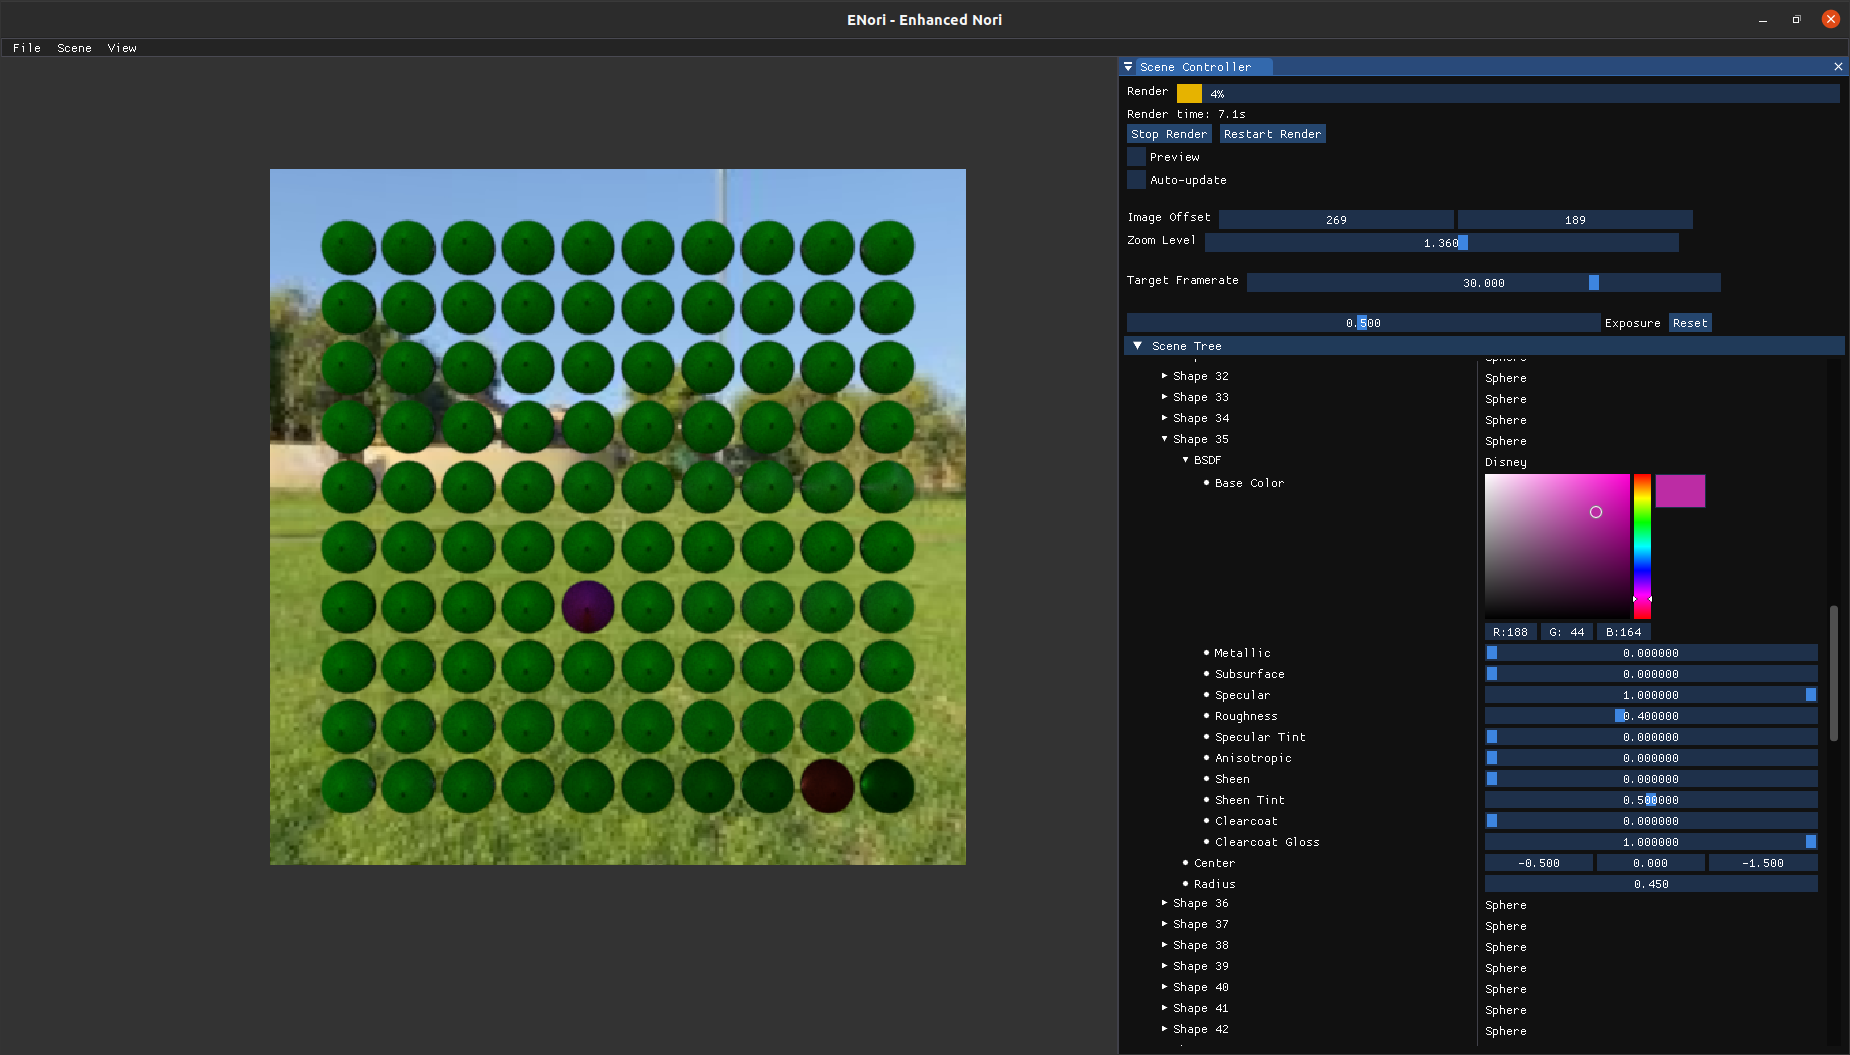 ENori - Enhanced Nori
File Scene View
Scene Controller
Render 4%
Render time: 7.1s
Stop Render Restart Render
Preview
Auto-update
Image Offset 269 189
Zoom Level 1.360
Target Framerate 30.000
0.500 Exposure Reset
Scene Tree
Sphere
Shape 32 Sphere
Shape 33 Sphere
Shape 34 Sphere
Shape 35 Sphere
BSDF Disney
Base Color
R:188 G: 44 B:164
Metallic 0.000000
Subsurface 0.000000
Specular 1.000000
Roughness 0.400000
Specular Tint 0.000000
Anisotropic 0.000000
Sheen 0.000000
Sheen Tint 0.500000
Clearcoat 0.000000
Clearcoat Gloss 1.000000
Center -0.500 0.000 -1.500
Radius 0.450
Shape 36 Sphere
Shape 37 Sphere
Shape 38 Sphere
Shape 39 Sphere
Shape 40 Sphere
Shape 41 Sphere
Shape 42 Sphere